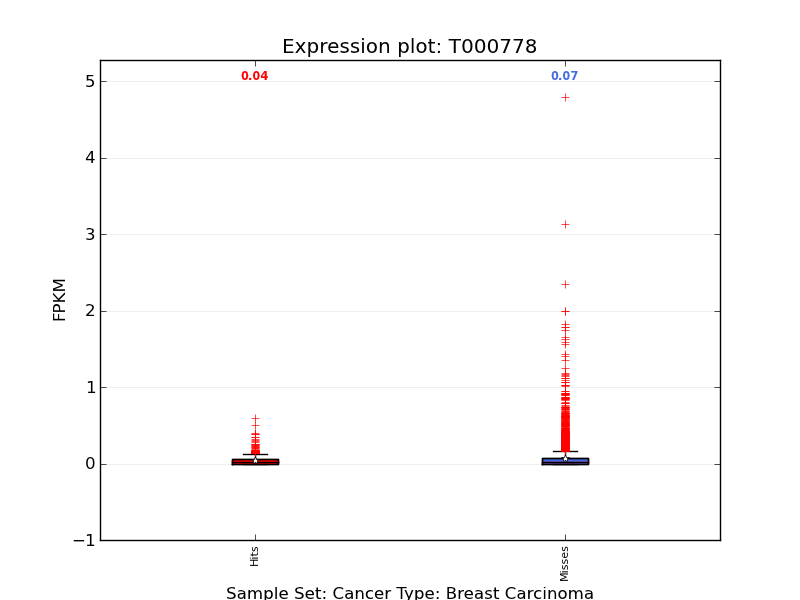 Expression plot: T000778
0.04
0.07
5
4
3
2
1
0
−1
FPKM
Hits
Misses
Sample Set: Cancer Type: Breast Carcinoma